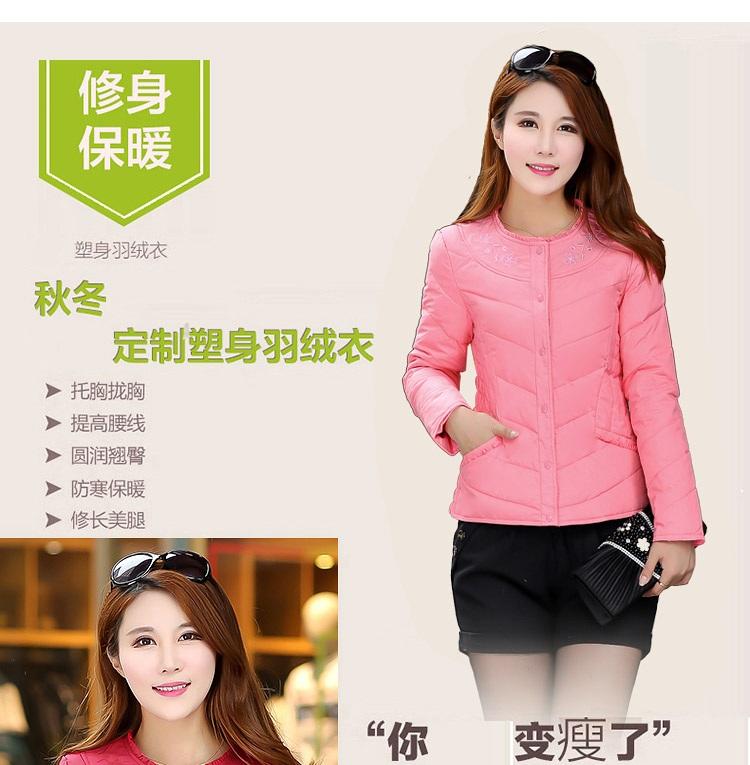 修身
保暖
塑身羽绒衣
秋冬
定制塑身羽绒衣
➤ 托胸拢胸
➤ 提高腰线
➤ 圆润翘臀
➤ 防寒保暖
➤ 修长美腿
“你 变瘦了”